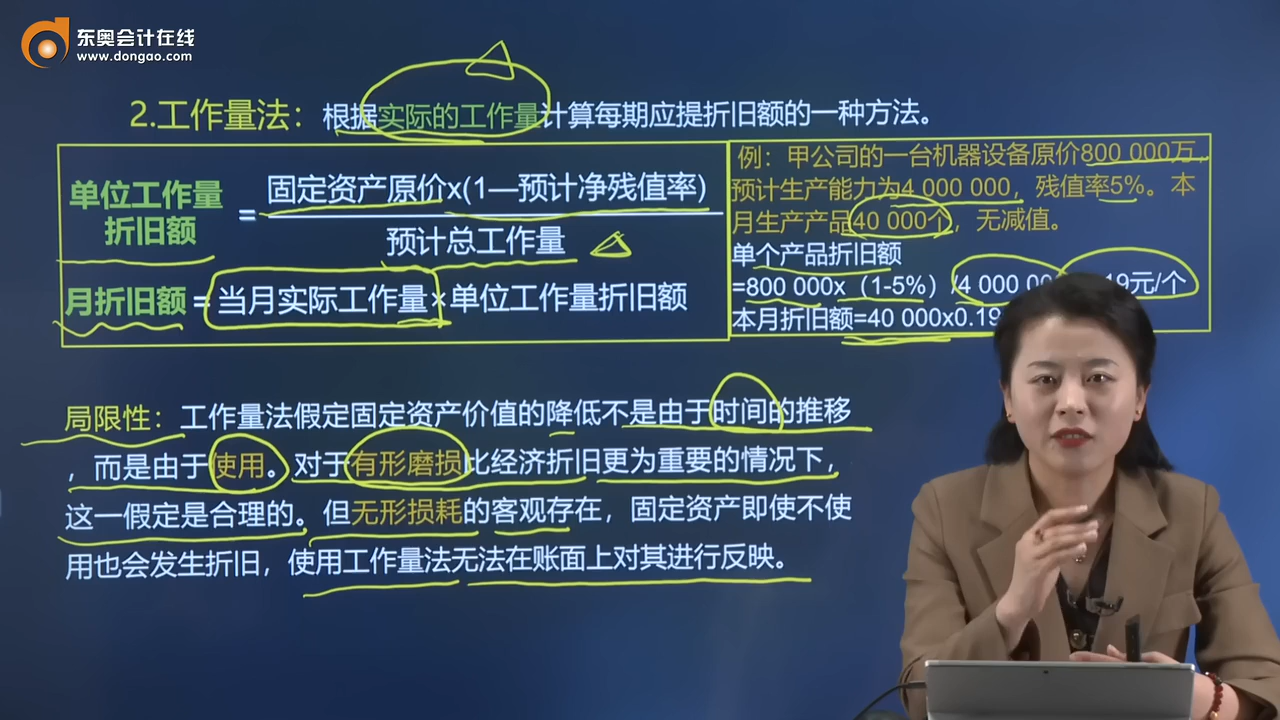 东奥会计在线
www.dongao.com
2.工作量法：根据实际的工作量计算每期应提折旧额的一种方法。
单位工作量
折旧额
=
固定资产原价x(1—预计净残值率)
预计总工作量
月折旧额=当月实际工作量×单位工作量折旧额
例：甲公司的一台机器设备原价800 000万，
预计生产能力为4 000 000，残值率5%。本
月生产产品40 000个，无减值。
单个产品折旧额
=800 000x（1-5%）/4 000 00 19元/个
本月折旧额=40 000x0.19
局限性：工作量法假定固定资产价值的降低不是由于时间的推移
，而是由于使用。对于有形磨损比经济折旧更为重要的情况下，
这一假定是合理的。但无形损耗的客观存在，固定资产即使不使
用也会发生折旧，使用工作量法无法在账面上对其进行反映。